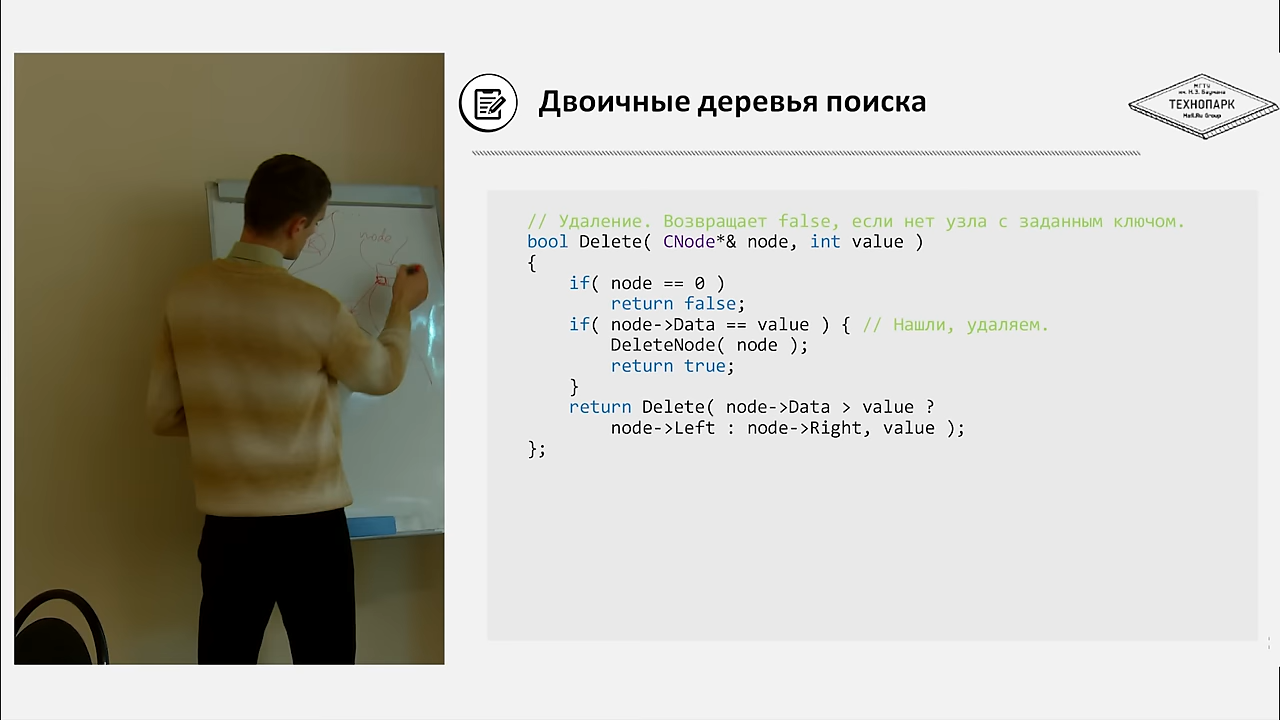 Двоичные деревья поиска
МГТУ
им. Н.Э. Баумана
ТЕХНОПАРК
Mail.Ru Group
node
// Удаление. Возвращает false, если нет узла с заданным ключом.
bool Delete( CNode*& node, int value )
{
    if( node == 0 )
        return false;
    if( node->Data == value ) { // Нашли, удаляем.
        DeleteNode( node );
        return true;
    }
    return Delete( node->Data > value ?
        node->Left : node->Right, value );
};